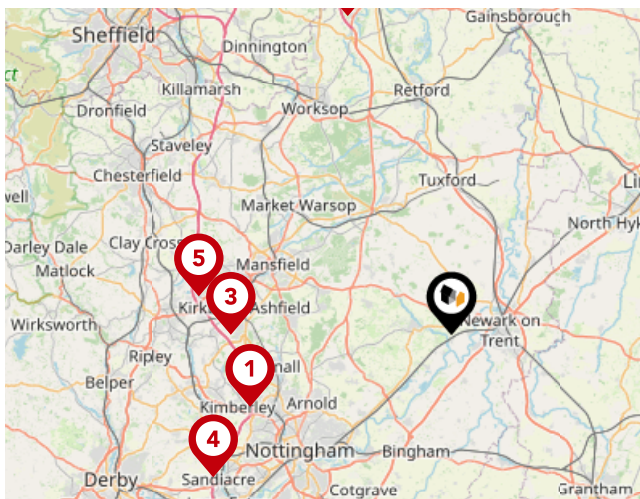 Gainsborough
Sheffield
Dinnington
Killamarsh
Retford
Dronfield
Worksop
Staveley
Chesterfield
Tuxford
well
Market Warsop
Li
North Hyk
Darley Dale
Clay Cross
5
Mansfield
Matlock
3
Kirk
Ashfield
Wirksworth
Newark on
Trent
Ripley
1
nall
Belper
Kimberley
Arnold
4
Nottingham
Bingham
Derby
Sandiacre
Cotgrave
Grantham